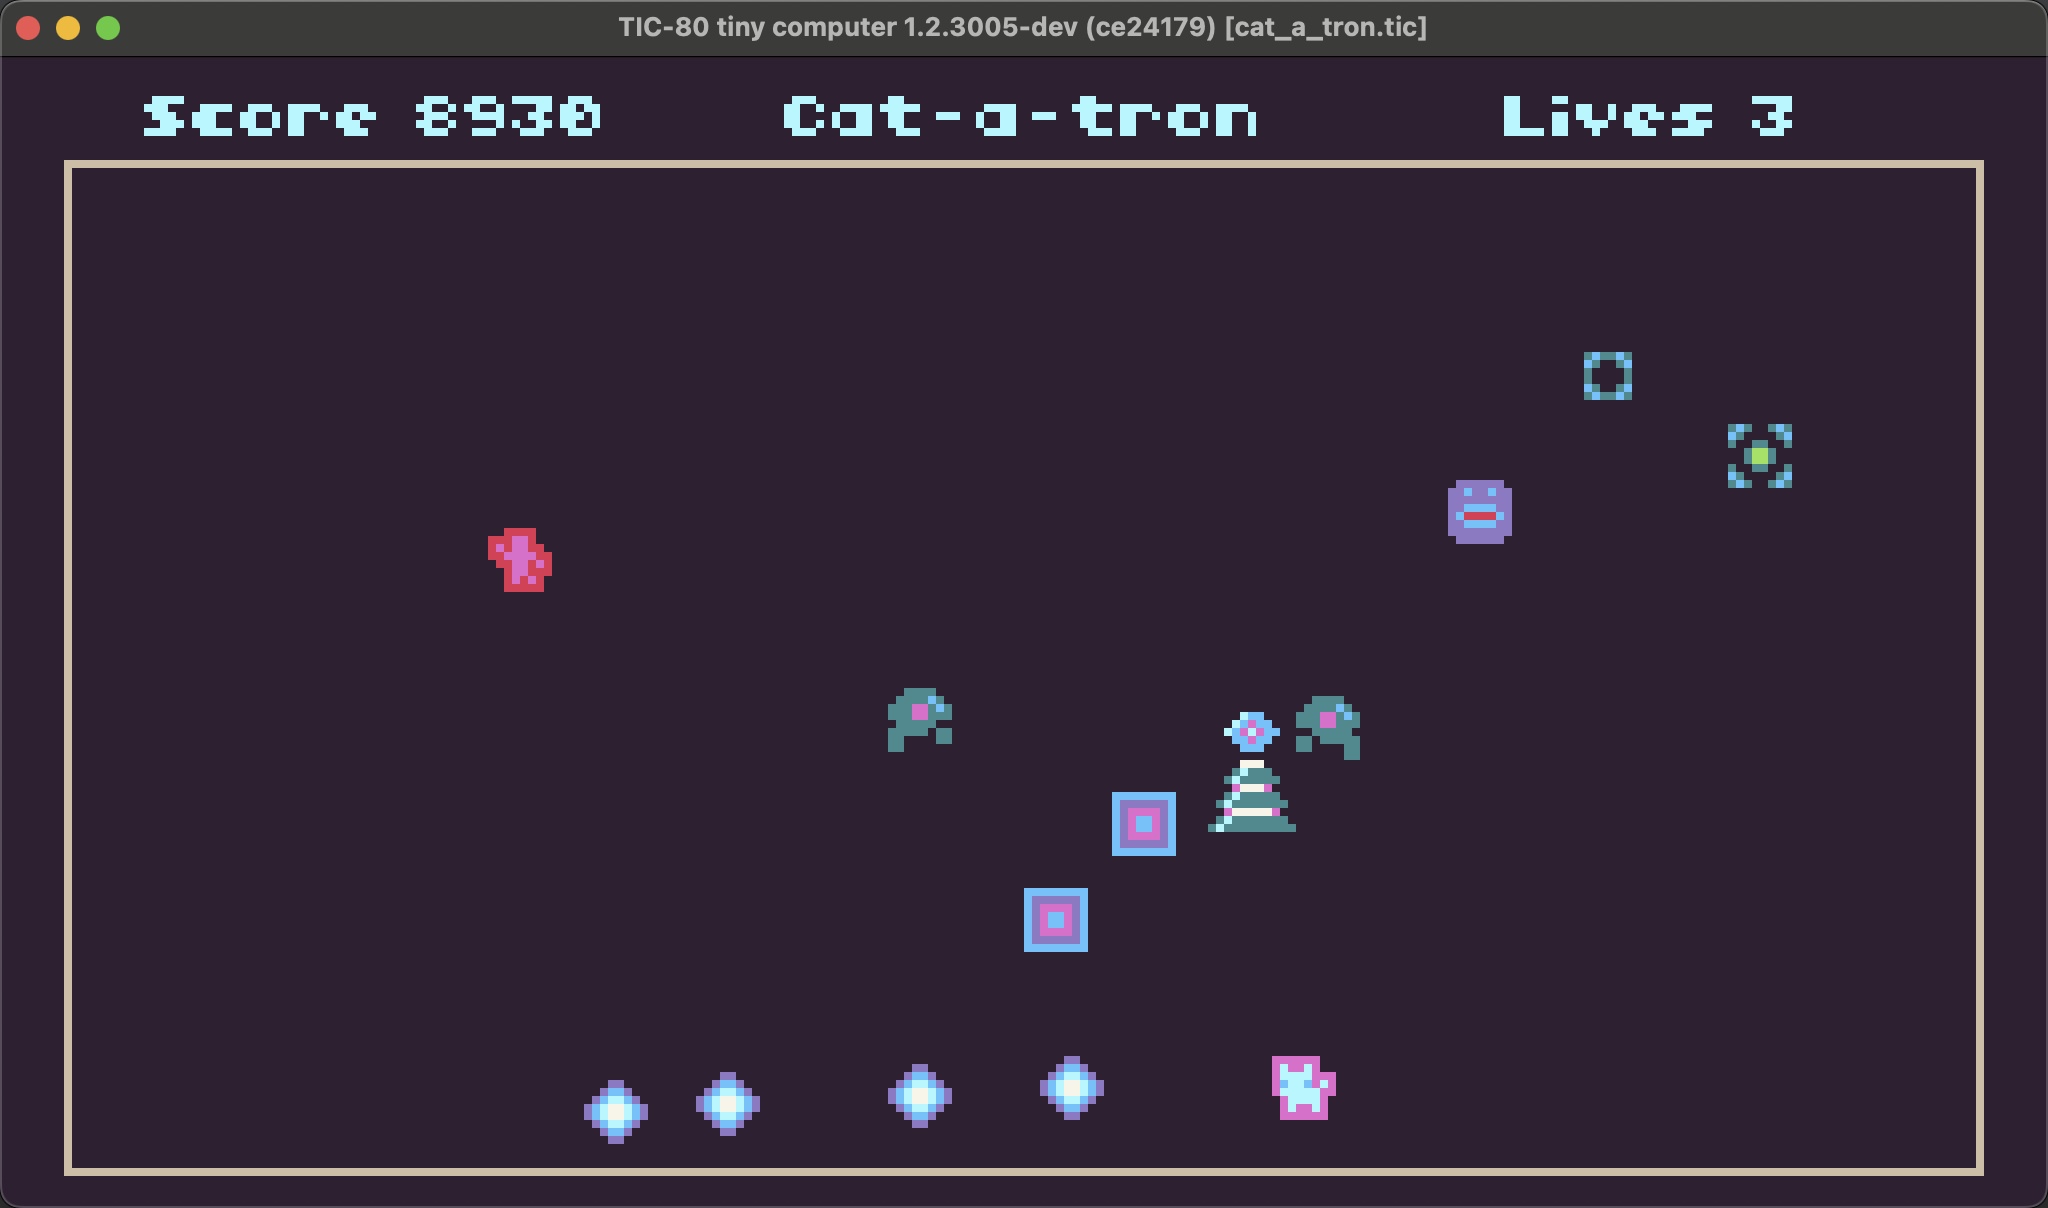 TIC-80 tiny computer 1.2.3005-dev (ce24179) [cat_a_tron.tic]
Score 8930 Cat-a-tron Lives 3